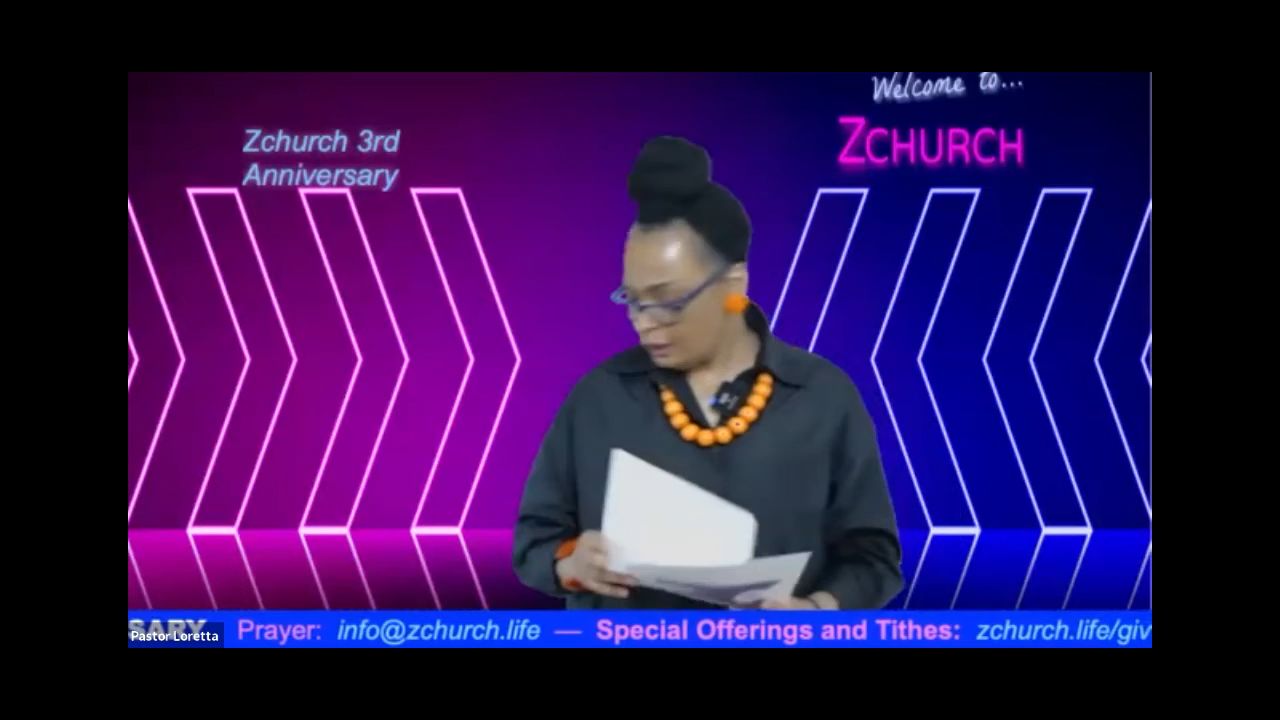 Welcome to...
ZCHURCH
Zchurch 3rd
Anniversary
SARY Prayer: info@zchurch.life — Special Offerings and Tithes: zchurch.life/giv
Pastor Loretta